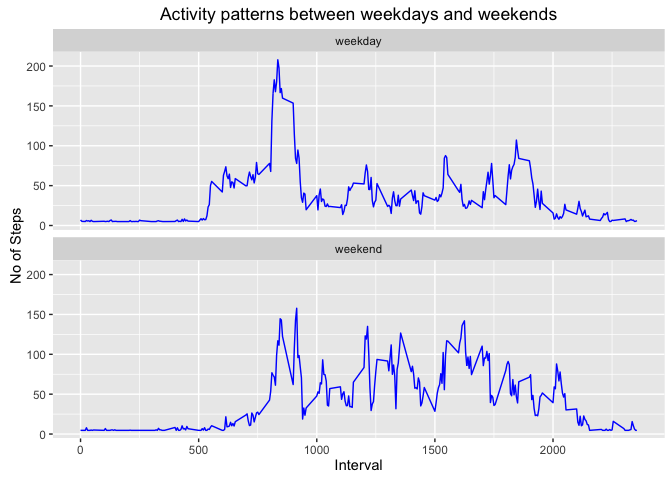 Activity patterns between weekdays and weekends
weekday
200
150
100
50
0
No of Steps
weekend
200
150
100
50
0
0 500 1000 1500 2000
Interval